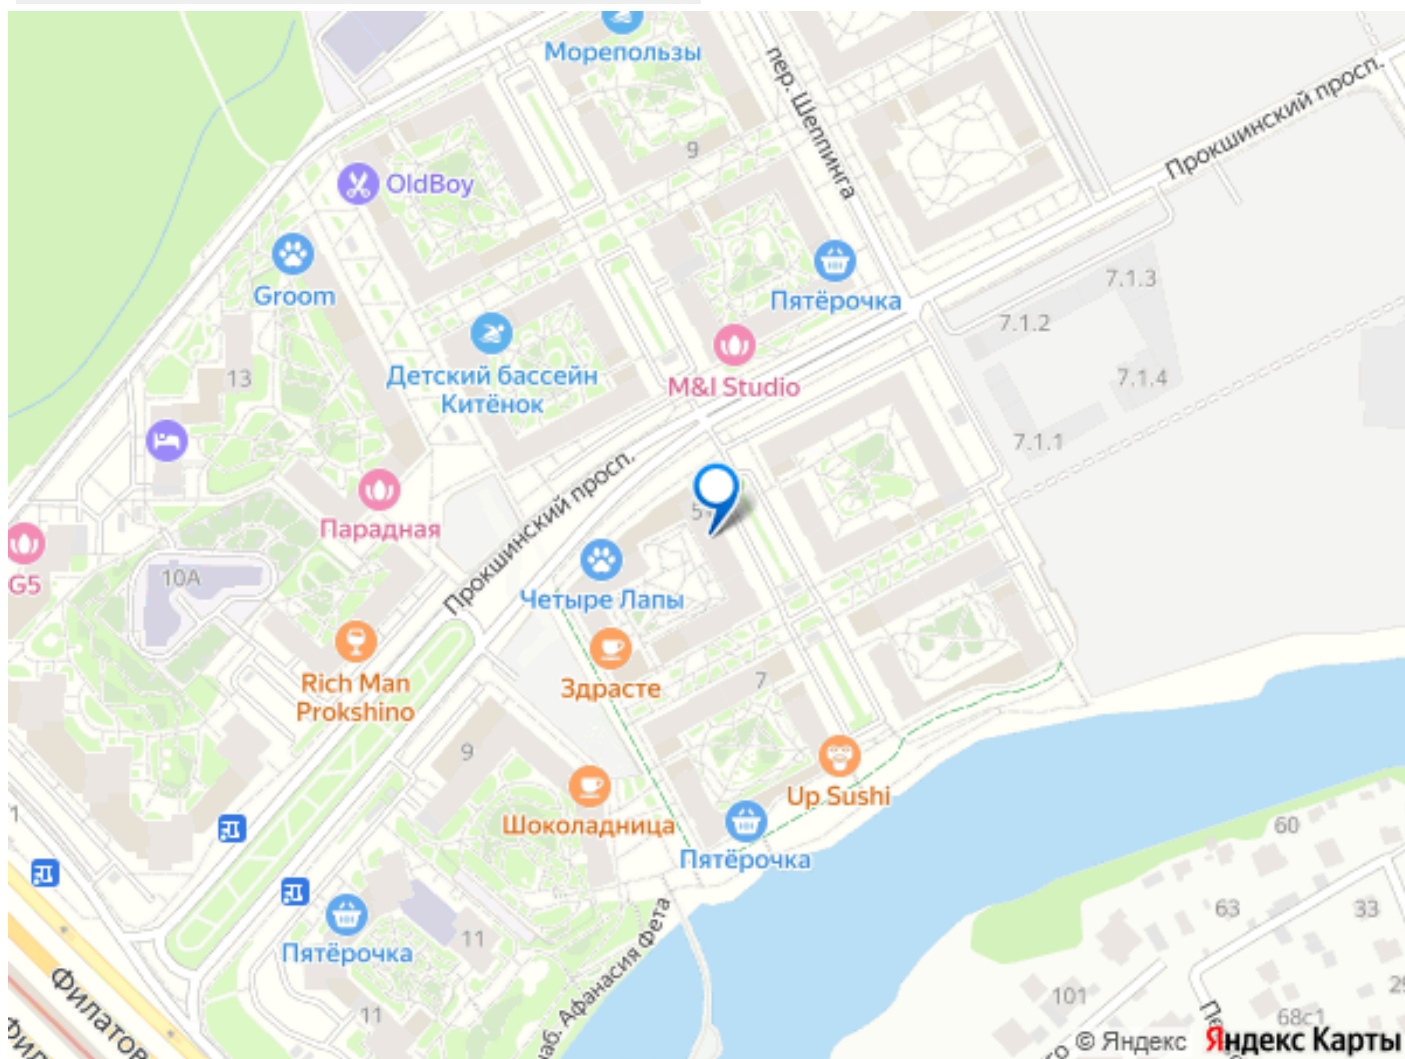 Морепользы
пер. Шеппинга
Прокшинский просп.
9
OldBoy
Groom
Пятёрочка
7.1.3
7.1.2
M&I Studio
7.1.4
Детский бассейн
Китёнок
13
7.1.1
Парадная
Прокшинский просп.
5
G5
10А
Четыре Лапы
Здрасте
Rich Man
Prokshino
7
9
Up Sushi
Шоколадница
Пятёрочка
60
63
33
Пятёрочка
11
наб. Афанасия Фета
11
101
68с1
© Яндекс
Яндекс Карты